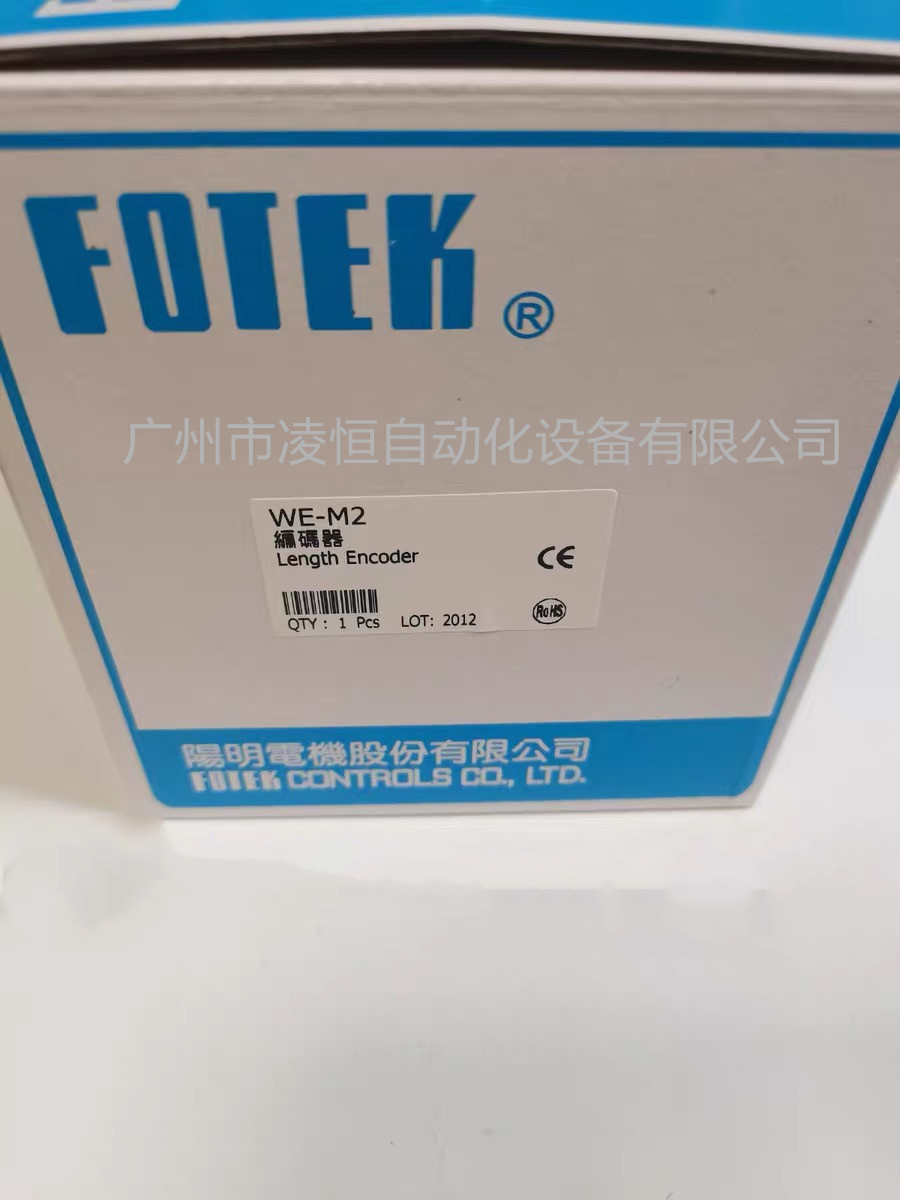 FOTEK ®
广州市凌恒自动化设备有限公司
WE-M2
編碼器
Length Encoder
CE
QTY : 1 Pcs LOT: 2012
RoHS
陽明電機股份有限公司
FOTEK CONTROLS CO., LTD.